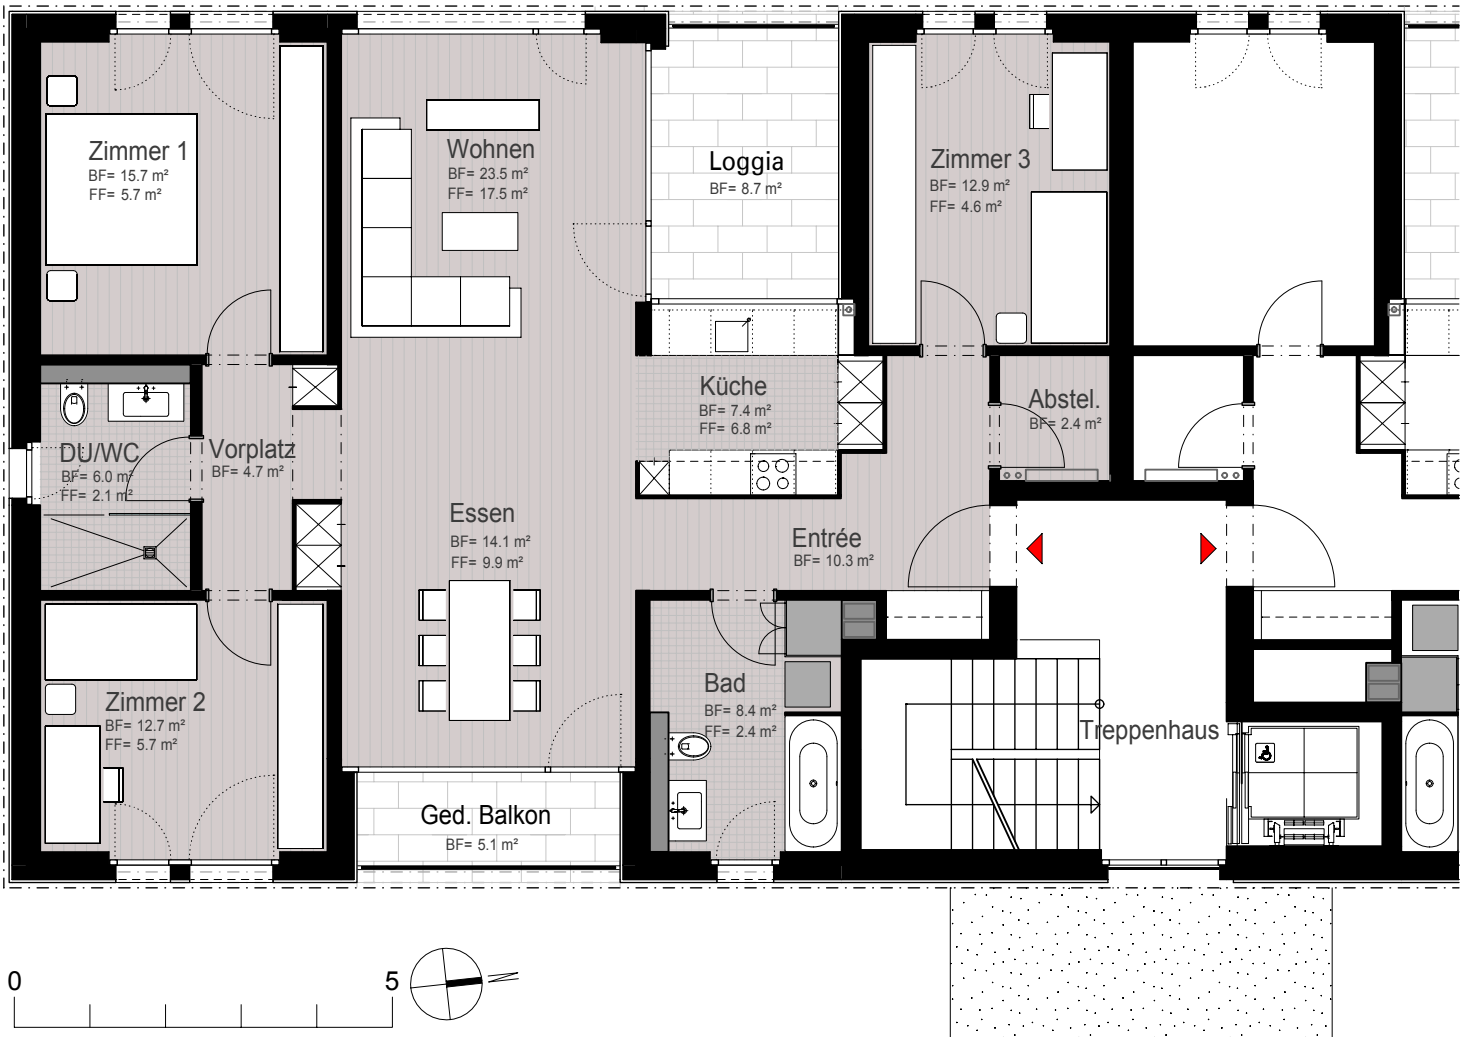 Zimmer 1
BF= 15.7 m²
FF= 5.7 m²
Wohnen
BF= 23.5 m²
FF= 17.5 m²
Loggia
BF= 8.7 m²
Zimmer 3
BF= 12.9 m²
FF= 4.6 m²
Küche
BF= 7.4 m²
FF= 6.8 m²
Abstel.
BF= 2.4 m²
DU/WC
BF= 6.0 m²
FF= 2.1 m²
Vorplatz
BF= 4.7 m²
Essen
BF= 14.1 m²
FF= 9.9 m²
Entrée
BF= 10.3 m²
Zimmer 2
BF= 12.7 m²
FF= 5.7 m²
Bad
BF= 8.4 m²
FF= 2.4 m²
Treppenhaus
Ged. Balkon
BF= 5.1 m²
0
5
N